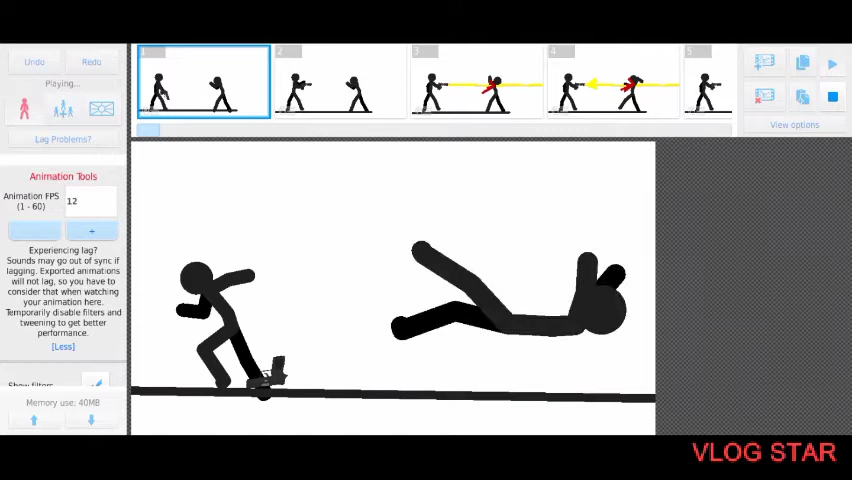 Undo
Redo
1
2
3
4
5
Playing...
Lag Problems?
View options
Animation Tools
Animation FPS
(1 - 60)
12
+
Experiencing lag?
Sounds may go out of sync if
lagging. Exported animations
will not lag, so you have to
consider that when watching
your animation here.
Temporarily disable filters and
tweening to get better
performance.
[Less]
Show filters
Memory use: 40MB
VLOG STAR